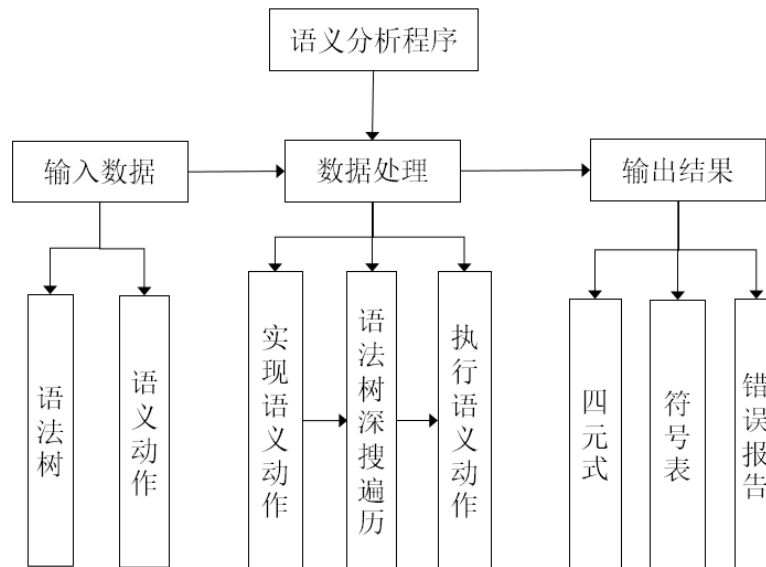 语义分析程序
输入数据
数据处理
输出结果
语法树
语义动作
实现语义动作
语法树深搜遍历
执行语义动作
四元式
符号表
错误报告